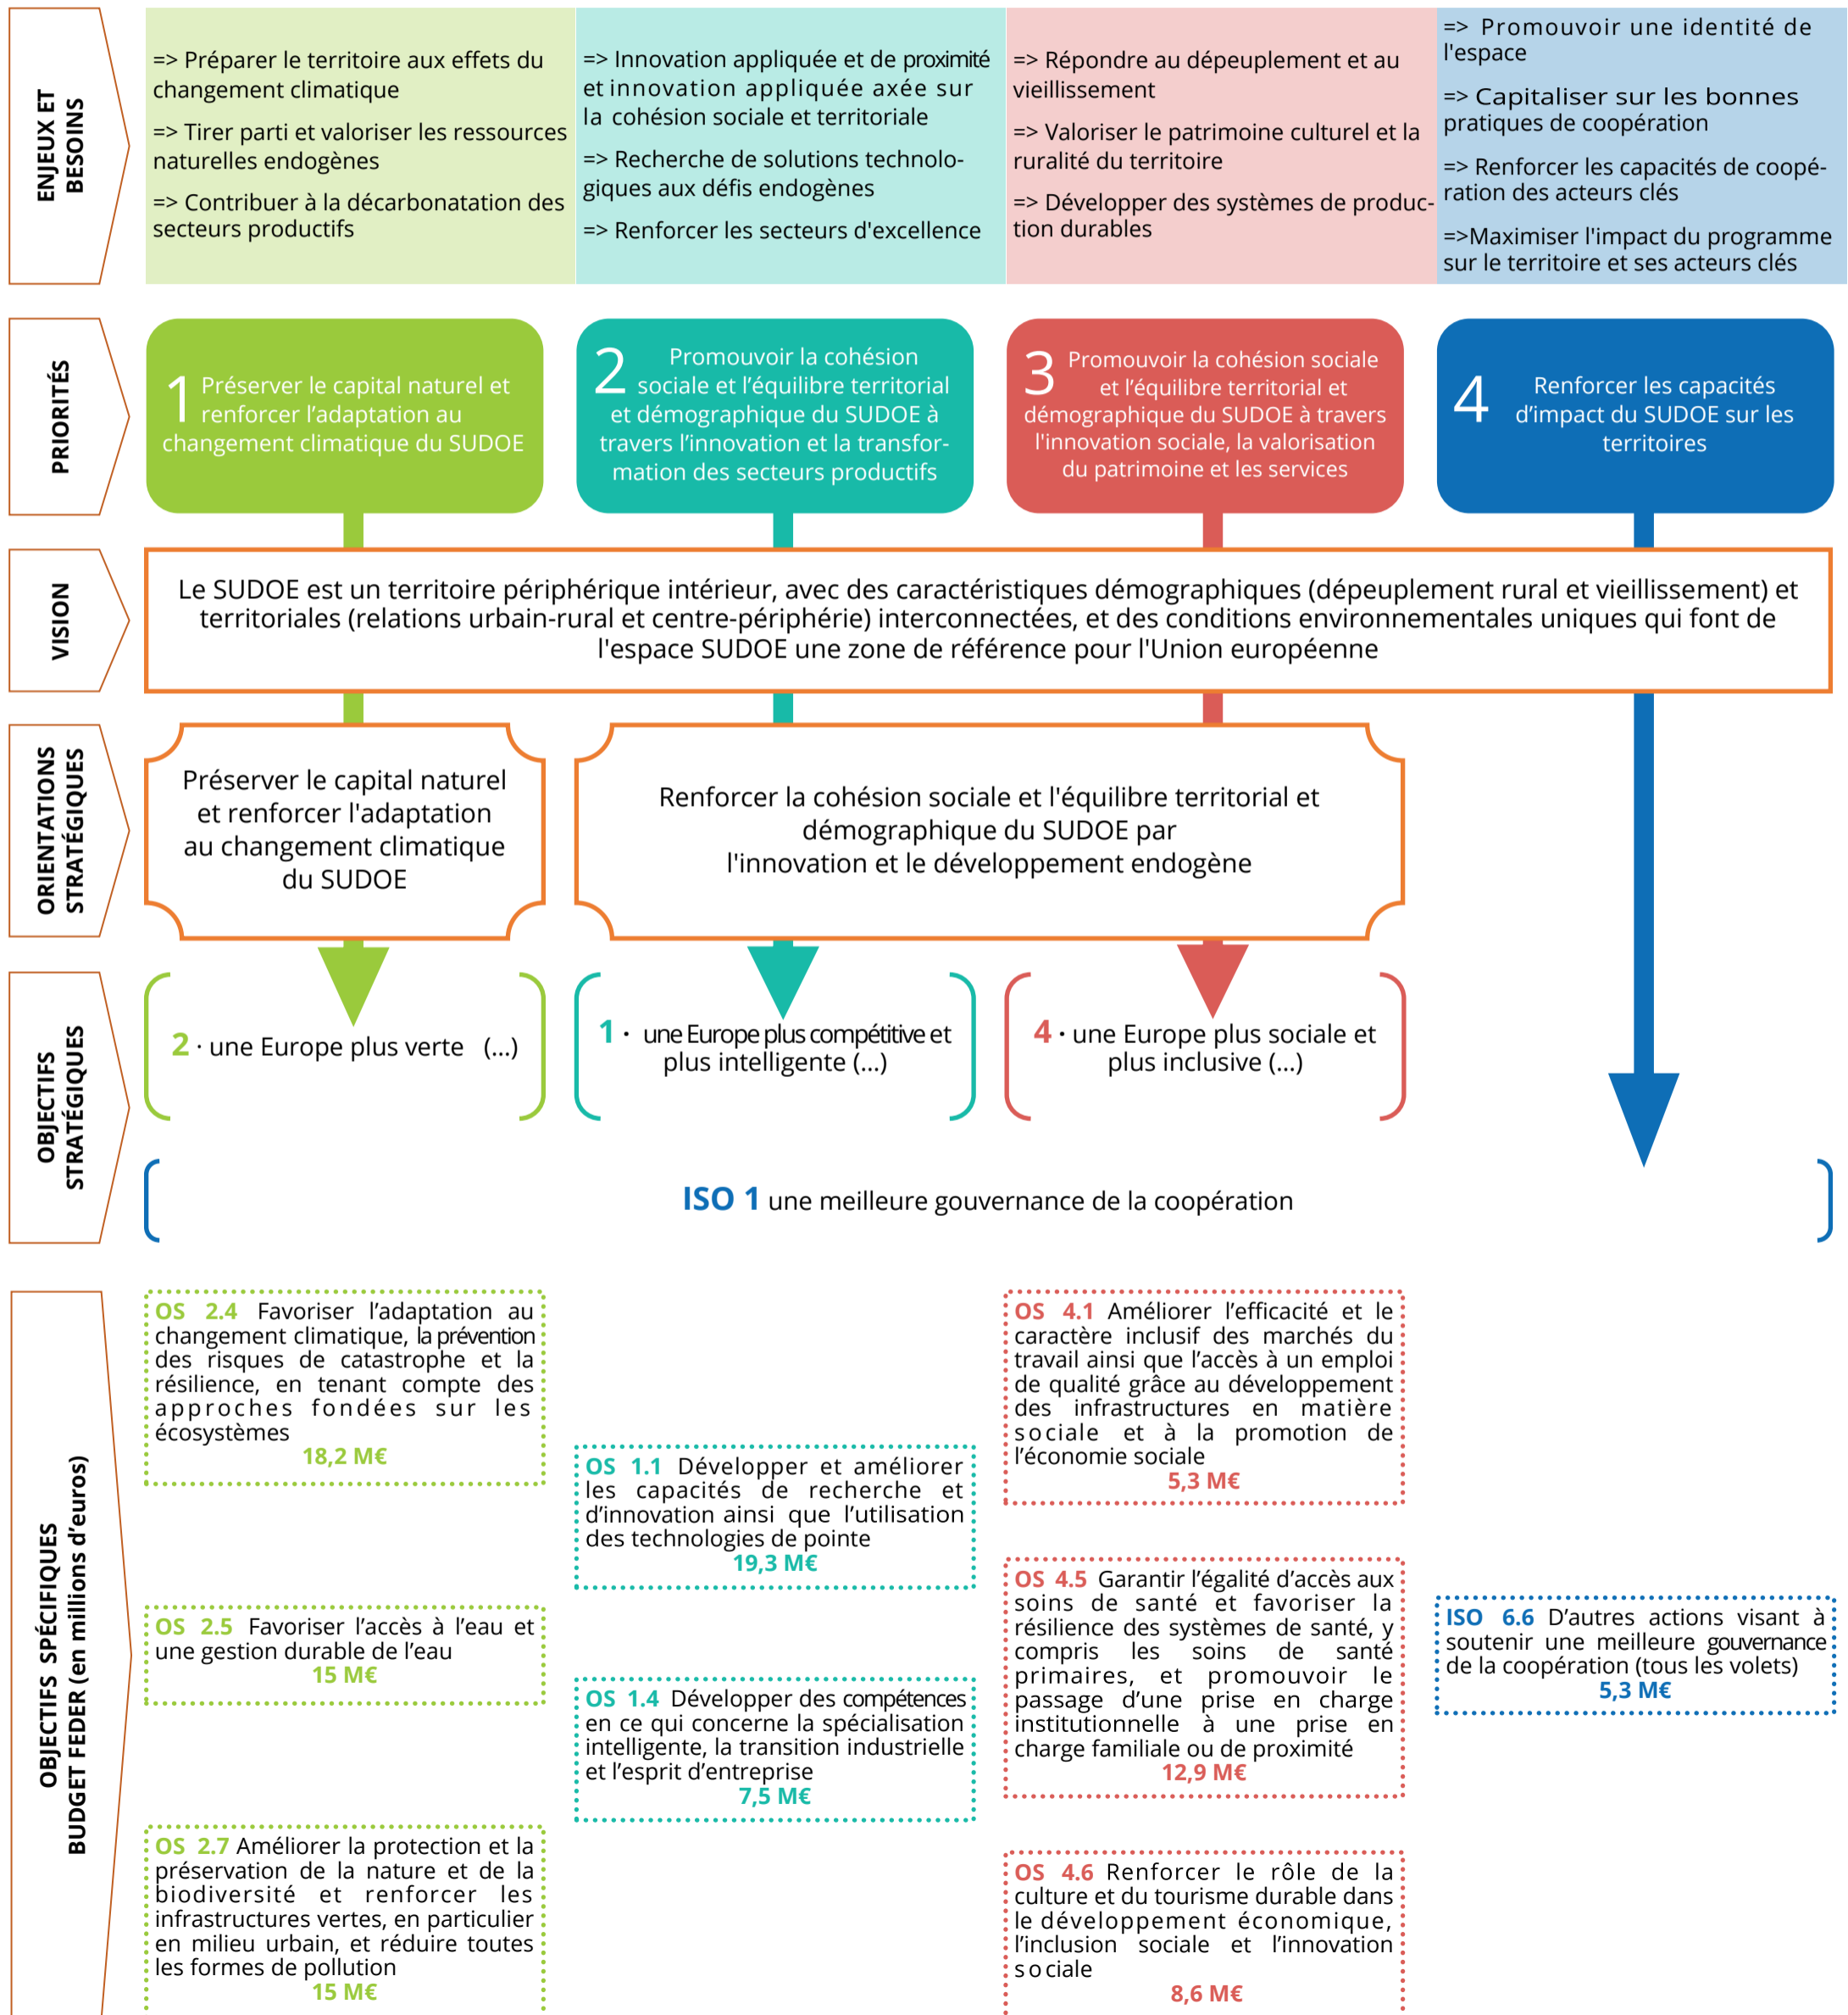 ENJEUX ET
BESOINS
=> Préparer le territoire aux effets du
changement climatique
=> Tirer parti et valoriser les ressources
naturelles endogènes
=> Contribuer à la décarbonatation des
secteurs productifs
=> Innovation appliquée et de proximité
et innovation appliquée axée sur
la cohésion sociale et territoriale
=> Recherche de solutions technolo-
giques aux défis endogènes
=> Renforcer les secteurs d'excellence
=> Répondre au dépeuplement et au
vieillissement
=> Valoriser le patrimoine culturel et la
ruralité du territoire
=> Développer des systèmes de produc-
tion durables
=> Promouvoir une identité de
l'espace
=> Capitaliser sur les bonnes
pratiques de coopération
=> Renforcer les capacités de coopé-
ration des acteurs clés
=>Maximiser l'impact du programme
sur le territoire et ses acteurs clés
PRIORITÉS
1 Préserver le capital naturel et
renforcer l’adaptation au
changement climatique du SUDOE
2 Promouvoir la cohésion
sociale et l’équilibre territorial
et démographique du SUDOE à
travers l’innovation et la transfor-
mation des secteurs productifs
3 Promouvoir la cohésion sociale
et l’équilibre territorial et
démographique du SUDOE à travers
l'innovation sociale, la valorisation
du patrimoine et les services
4 Renforcer les capacités
d’impact du SUDOE sur les
territoires
VISION
Le SUDOE est un territoire périphérique intérieur, avec des caractéristiques démographiques (dépeuplement rural et vieillissement) et
territoriales (relations urbain-rural et centre-périphérie) interconnectées, et des conditions environnementales uniques qui font de
l'espace SUDOE une zone de référence pour l'Union européenne
ORIENTATIONS
STRATÉGIQUES
Préserver le capital naturel
et renforcer l'adaptation
au changement climatique
du SUDOE
Renforcer la cohésion sociale et l'équilibre territorial et
démographique du SUDOE par
l'innovation et le développement endogène
OBJECTIFS
STRATÉGIQUES
2 · une Europe plus verte (...)
1 · une Europe plus compétitive et
plus intelligente (...)
4 · une Europe plus sociale et
plus inclusive (...)
ISO 1 une meilleure gouvernance de la coopération
OBJECTIFS SPÉCIFIQUES
BUDGET FEDER (en millions d’euros)
OS 2.4 Favoriser l’adaptation au
changement climatique, la prévention
des risques de catastrophe et la
résilience, en tenant compte des
approches fondées sur les
écosystèmes
18,2 M€
OS 2.5 Favoriser l’accès à l’eau et
une gestion durable de l’eau
15 M€
OS 2.7 Améliorer la protection et la
préservation de la nature et de la
biodiversité et renforcer les
infrastructures vertes, en particulier
en milieu urbain, et réduire toutes
les formes de pollution
15 M€
OS 1.1 Développer et améliorer
les capacités de recherche et
d’innovation ainsi que l’utilisation
des technologies de pointe
19,3 M€
OS 1.4 Développer des compétences
en ce qui concerne la spécialisation
intelligente, la transition industrielle
et l’esprit d’entreprise
7,5 M€
OS 4.1 Améliorer l’efficacité et le
caractère inclusif des marchés du
travail ainsi que l’accès à un emploi
de qualité grâce au développement
des infrastructures en matière
sociale et à la promotion de
l’économie sociale
5,3 M€
OS 4.5 Garantir l’égalité d’accès aux
soins de santé et favoriser la
résilience des systèmes de santé, y
compris les soins de santé
primaires, et promouvoir le
passage d’une prise en charge
institutionnelle à une prise en
charge familiale ou de proximité
12,9 M€
OS 4.6 Renforcer le rôle de la
culture et du tourisme durable dans
le développement économique,
l’inclusion sociale et l’innovation
sociale
8,6 M€
ISO 6.6 D’autres actions visant à
soutenir une meilleure gouvernance
de la coopération (tous les volets)
5,3 M€